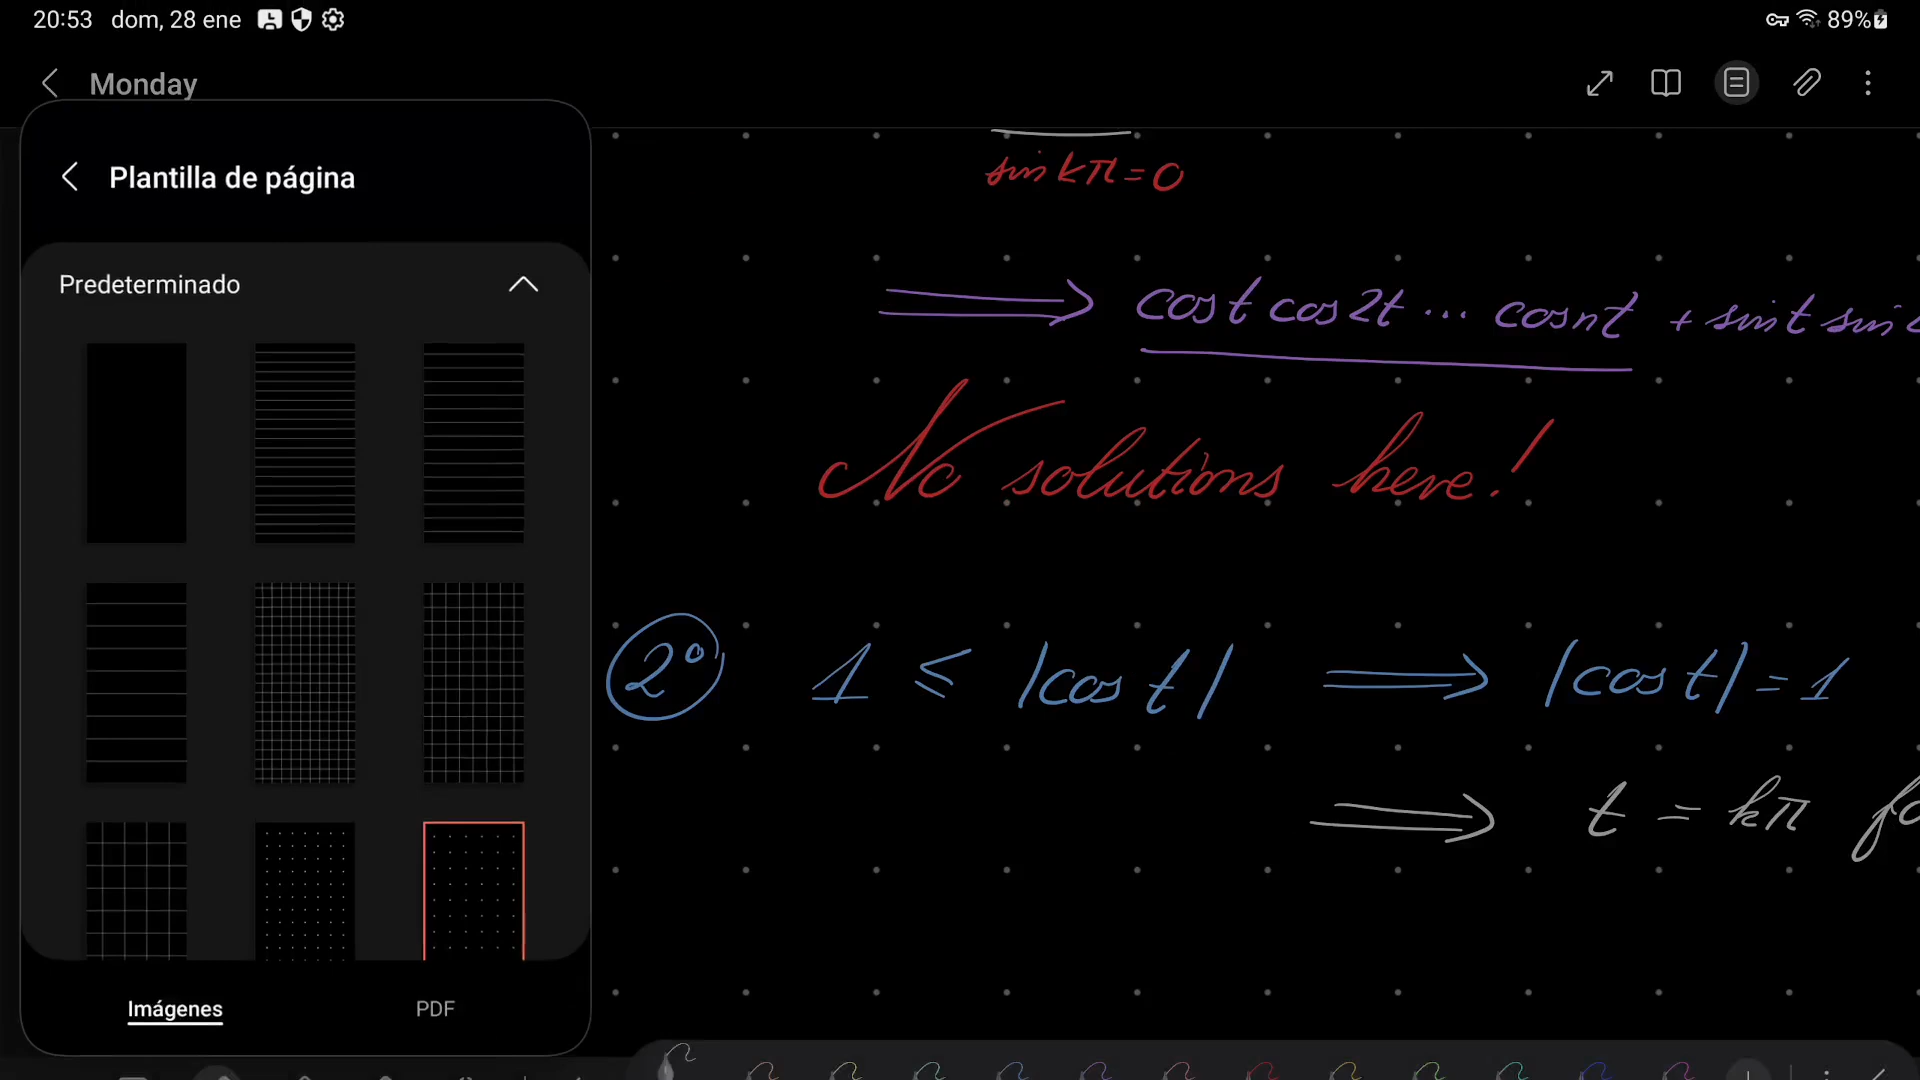 20:53 dom, 28 ene 89%
Monday
Plantilla de página
Predeterminado
Imágenes PDF
sin kπ = 0
⟹ cos t cos 2t ... cos nt + sin t sin
No solutions here!
2º 1 ≤ |cos t| ⟹ |cos t| = 1
⟹ t = kπ